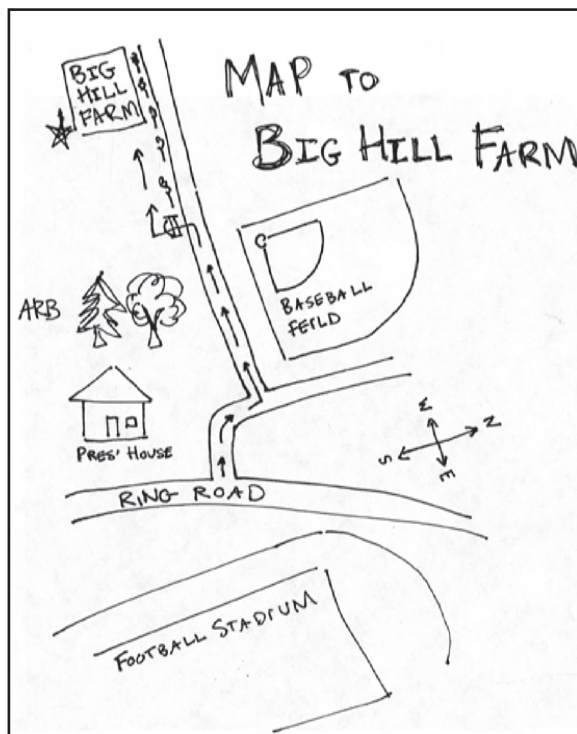 MAP TO
BIG HILL FARM
BIG
HILL
FARM
BASEBALL
FEILD
ARB
PRES' HOUSE
W
N
S
E
RING ROAD
FOOTBALL STADIUM